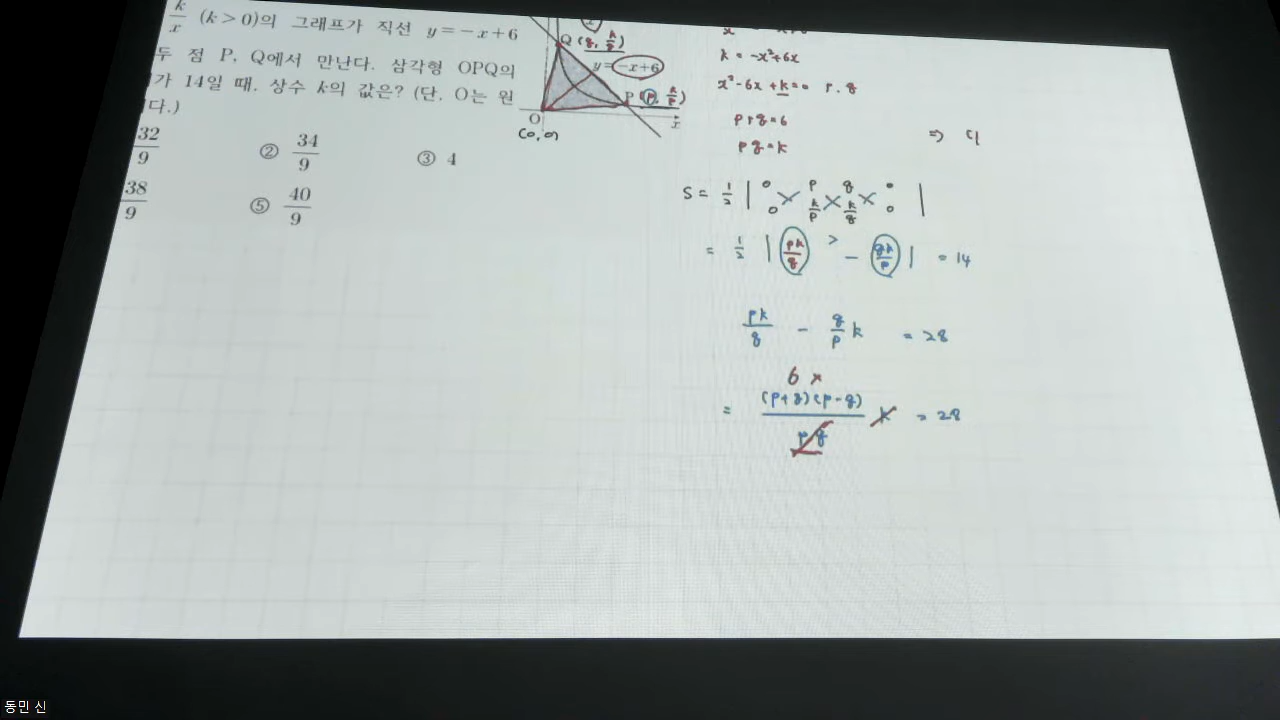 k/x (k>0)의 그래프가 직선 y=-x+6
두 점 P, Q에서 만난다. 삼각형 OPQ의
가 14일 때, 상수 k의 값은? (단, O는 원
다.)
32/9 ② 34/9 ③ 4
38/9 ⑤ 40/9
Q (q, k/q)
y=-x+6
P (p, k/p)
O
x
(0, 0)
k = -x²+6x
x²-6x+k=0 p, q
p+q=6
pq=k
⇒
S = 1/2 | 0 p q 0
0 k/p k/q 0 |
= 1/2 | pk/q > - qk/p | = 14
pk/q - q/p k = 28
6 ×
= (p+q)(p-q)/pq k = 28
동민 신